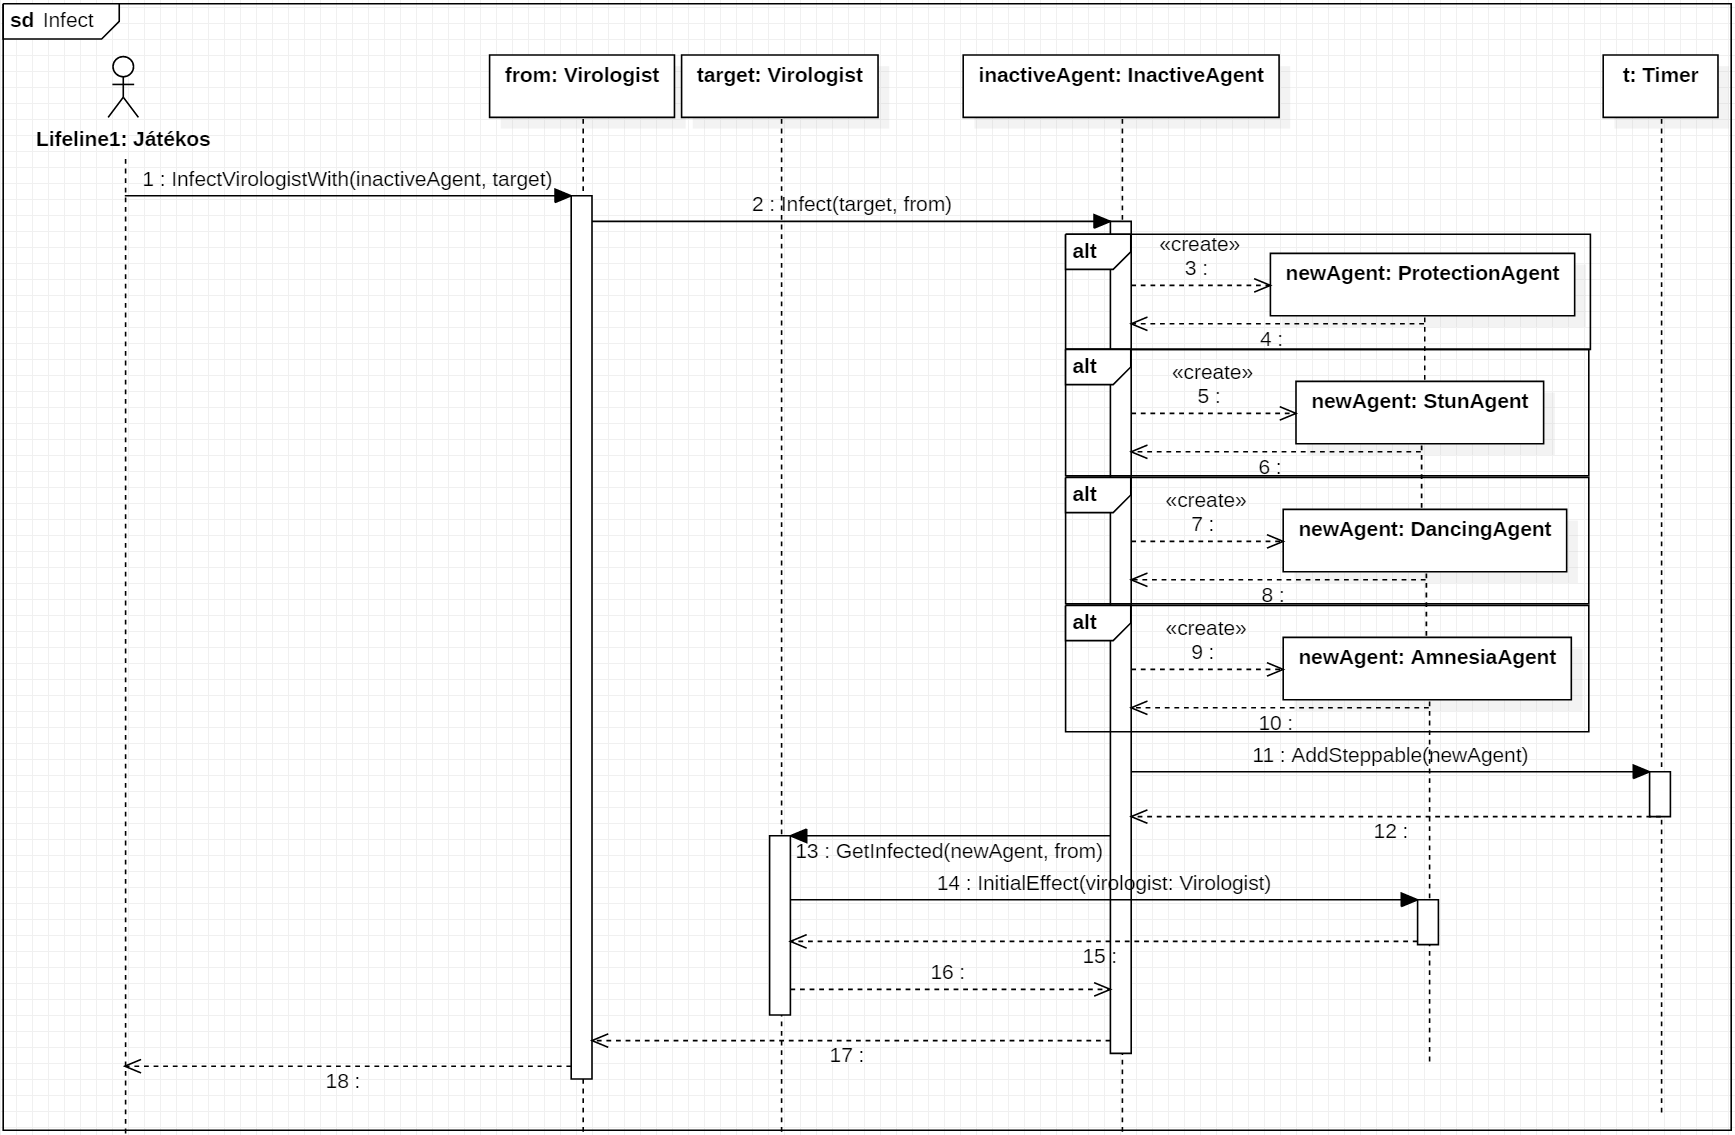 sd Infect
from: Virologist
target: Virologist
inactiveAgent: InactiveAgent
t: Timer
Lifeline1: Játékos
1 : InfectVirologistWith(inactiveAgent, target)
2 : Infect(target, from)
alt
«create»
3 :
newAgent: ProtectionAgent
4 :
alt
«create»
5 :
newAgent: StunAgent
6 :
alt
«create»
7 :
newAgent: DancingAgent
8 :
alt
«create»
9 :
newAgent: AmnesiaAgent
10 :
11 : AddSteppable(newAgent)
12 :
13 : GetInfected(newAgent, from)
14 : InitialEffect(virologist: Virologist)
15 :
16 :
17 :
18 :